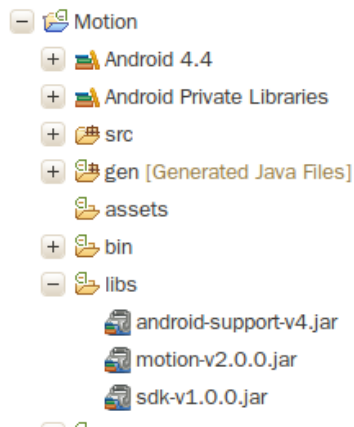 Motion
Android 4.4
Android Private Libraries
src
gen [Generated Java Files]
assets
bin
libs
android-support-v4.jar
motion-v2.0.0.jar
sdk-v1.0.0.jar